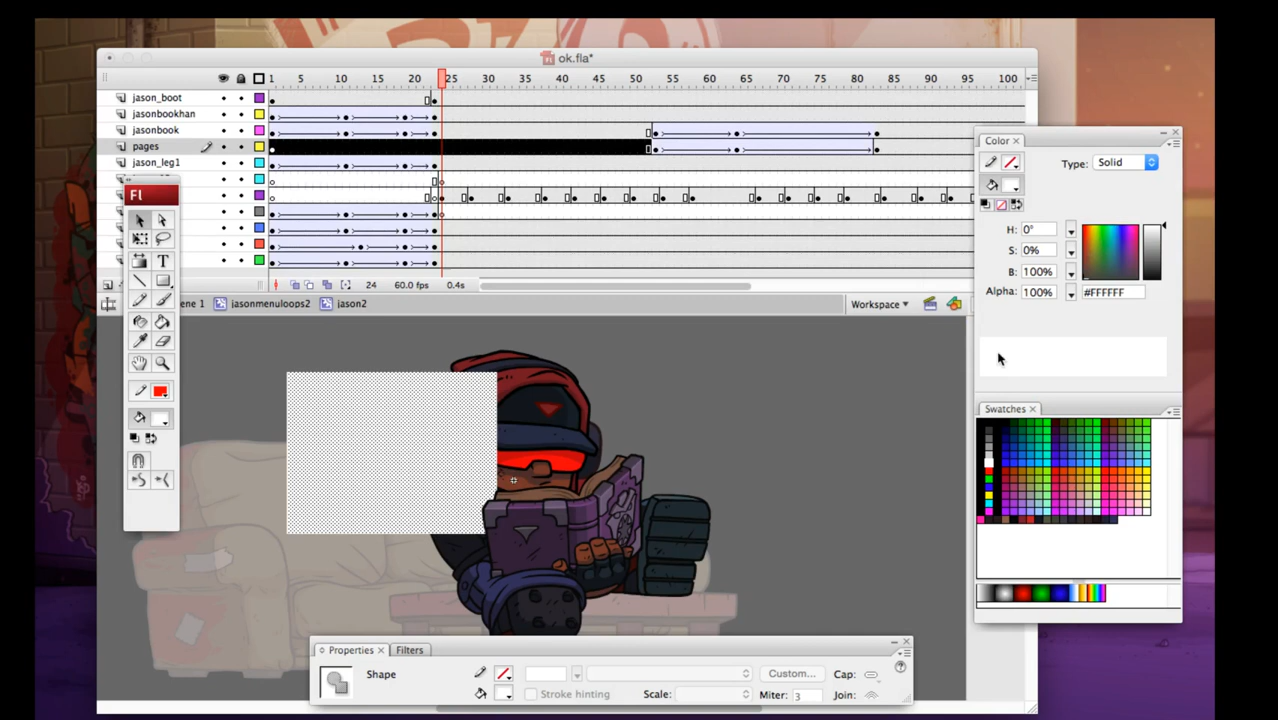 ok.fla*
1 5 10 15 20 25 30 35 40 45 50 55 60 65 70 75 80 85 90 95 100
jason_boot
jasonbookhan
jasonbook
pages
jason_leg1
Fl
T
24 60.0 fps 0.4s
ene 1 jasonmenuloops2 jason2 Workspace
Color
Type: Solid
H: 0°
S: 0%
B: 100%
Alpha: 100% #FFFFFF
Swatches
Properties Filters
Shape Custom... Cap:
Stroke hinting Scale: Miter: 3 Join: